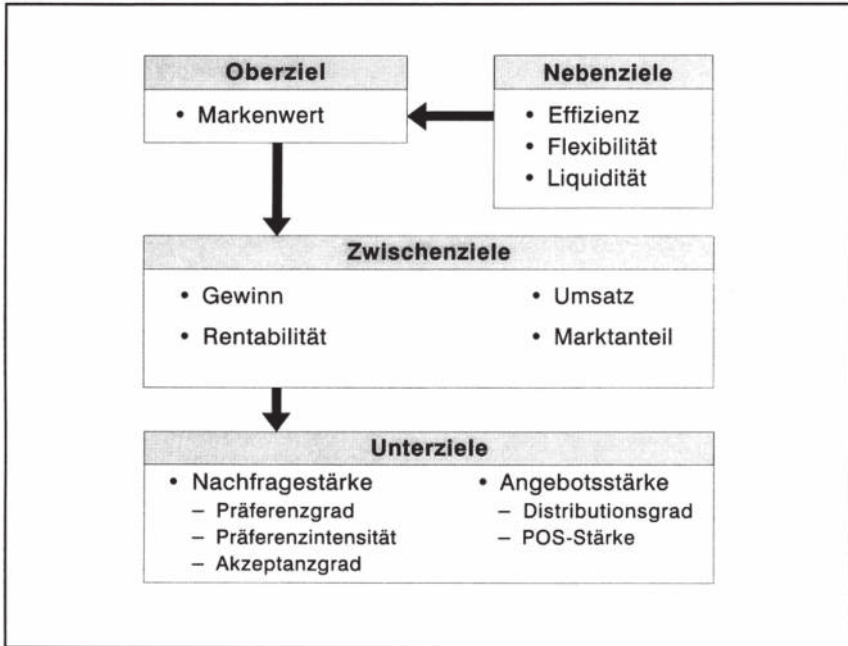 Oberziel
• Markenwert
Nebenziele
• Effizienz
• Flexibilität
• Liquidität
Zwischenziele
• Gewinn
• Umsatz
• Rentabilität
• Marktanteil
Unterziele
• Nachfragestärke
– Präferenzgrad
– Präferenzintensität
– Akzeptanzgrad
• Angebotsstärke
– Distributionsgrad
– POS-Stärke